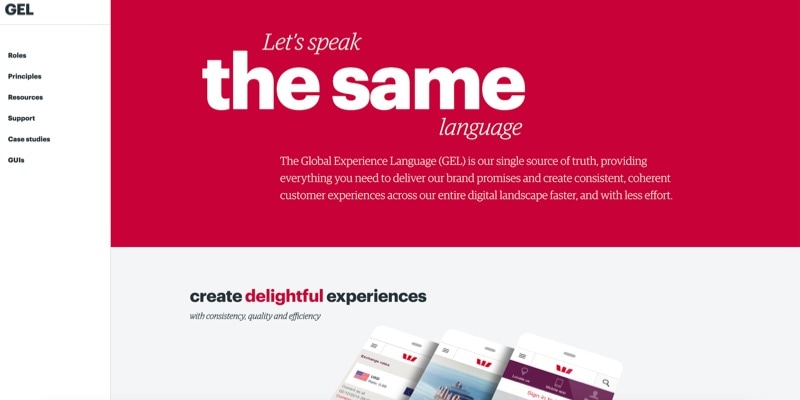 GEL
Roles
Principles
Resources
Support
Case studies
GUIs
Let's speak
the same
language
The Global Experience Language (GEL) is our single source of truth, providing
everything you need to deliver our brand promises and create consistent, coherent
customer experiences across our entire digital landscape faster, and with less effort.
create delightful experiences
with consistency, quality and efficiency
Exchange rates
USD
Locate us
Sign in to